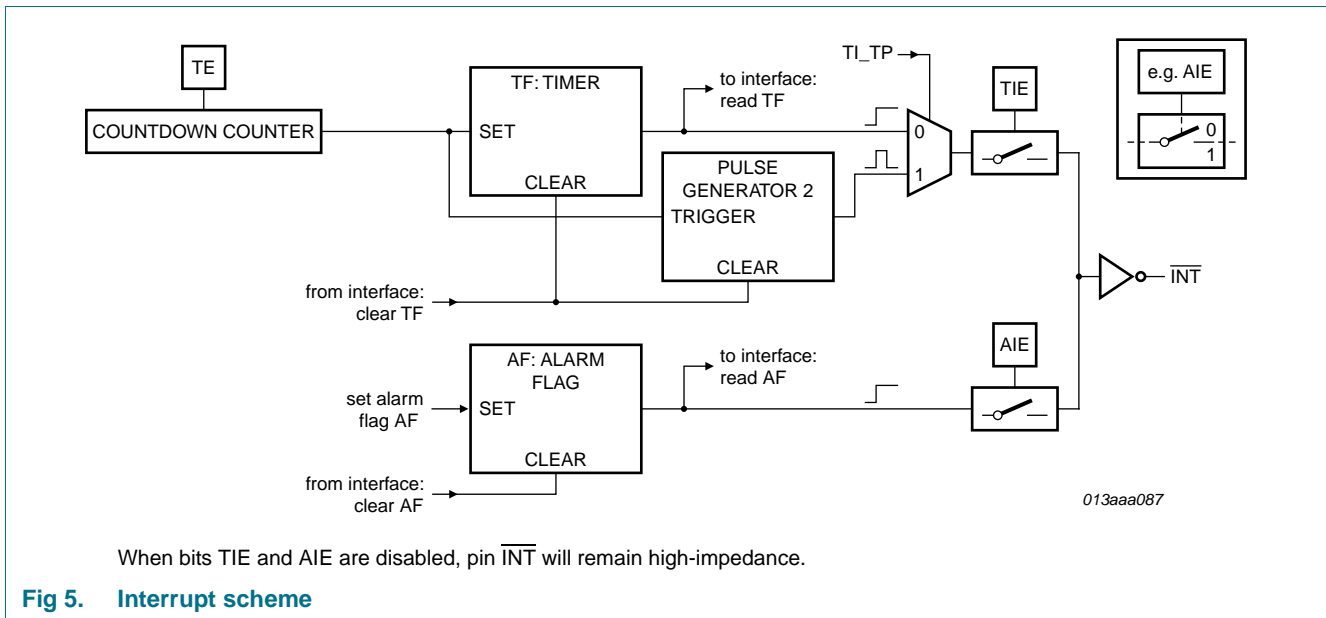 TE
COUNTDOWN COUNTER
TF: TIMER
SET
CLEAR
to interface:
read TF
TI_TP
0
1
TIE
PULSE
GENERATOR 2
TRIGGER
CLEAR
from interface:
clear TF
e.g. AIE
0
1
INT
AF: ALARM
FLAG
SET
CLEAR
set alarm
flag AF
from interface:
clear AF
to interface:
read AF
AIE
013aaa087
When bits TIE and AIE are disabled, pin INT will remain high-impedance.
Fig 5. Interrupt scheme